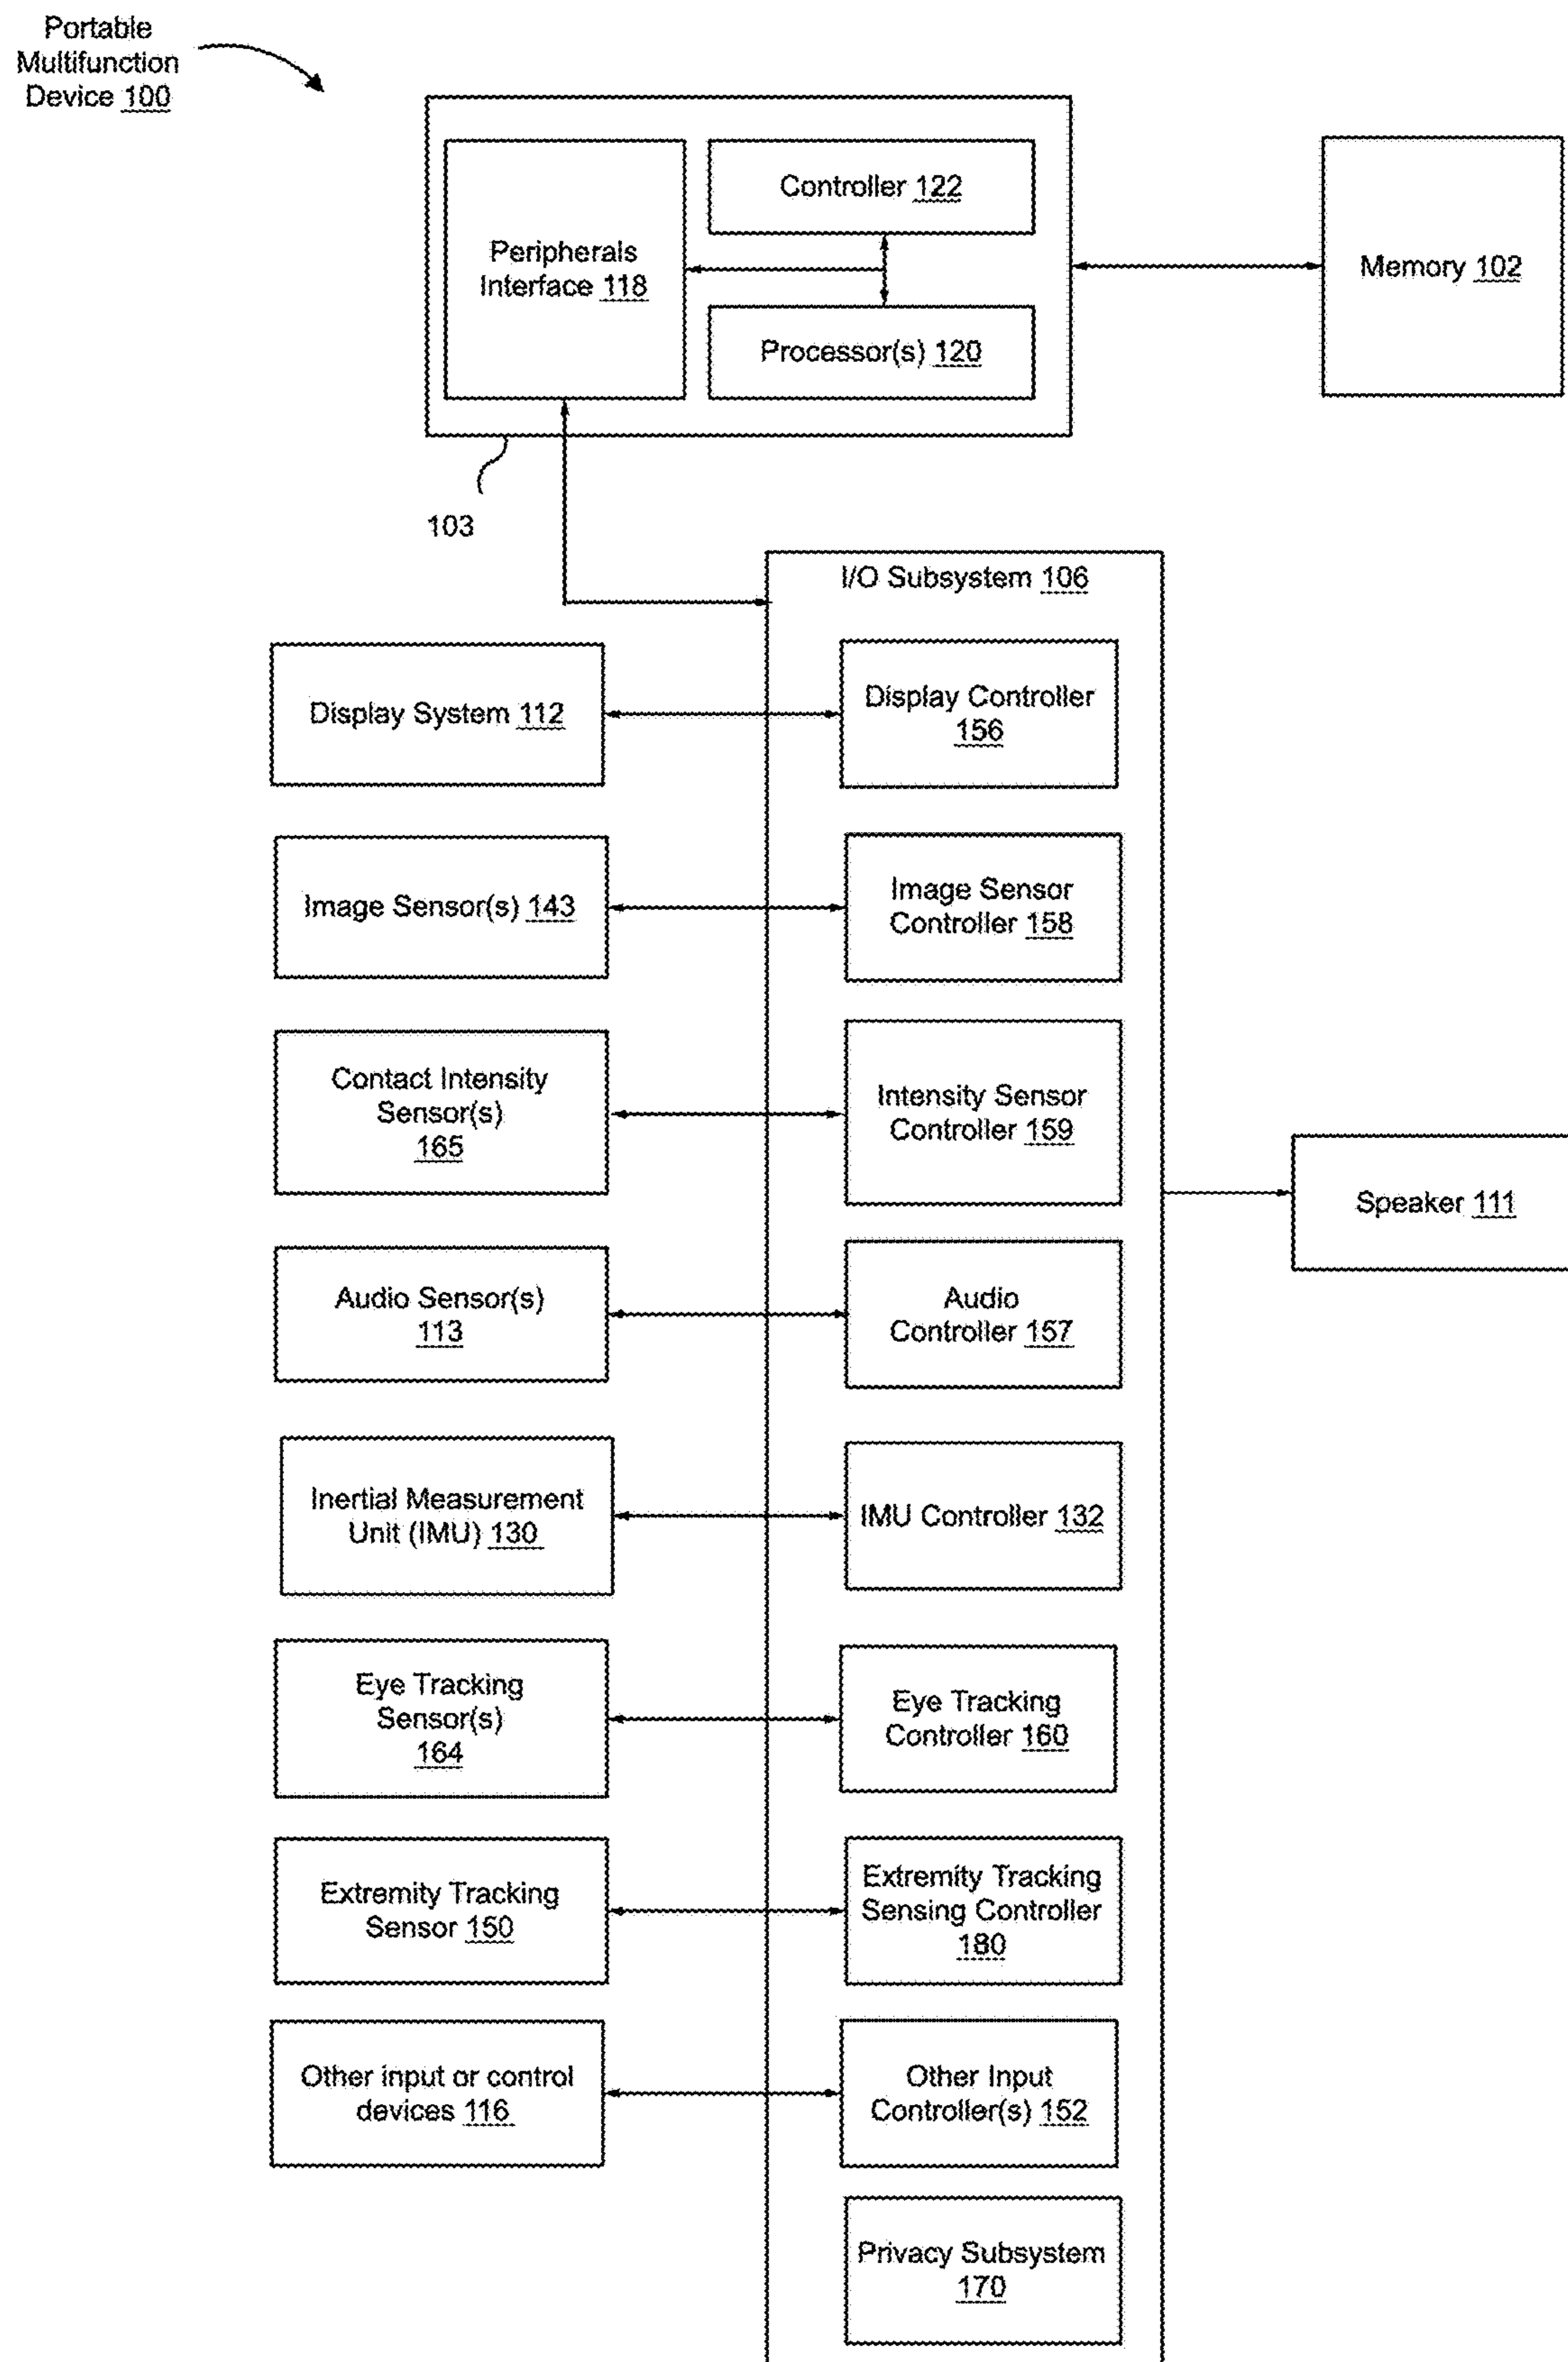 Portable
Multifunction
Device 100
Controller 122
Peripherals
Interface 118
Processor(s) 120
Memory 102
103
I/O Subsystem 106
Display System 112
Display Controller
156
Image Sensor(s) 143
Image Sensor
Controller 158
Contact Intensity
Sensor(s)
165
Intensity Sensor
Controller 159
Speaker 111
Audio Sensor(s)
113
Audio
Controller 157
Inertial Measurement
Unit (IMU) 130
IMU Controller 132
Eye Tracking
Sensor(s)
164
Eye Tracking
Controller 160
Extremity Tracking
Sensor 150
Extremity Tracking
Sensing Controller
180
Other input or control
devices 116
Other Input
Controller(s) 152
Privacy Subsystem
170